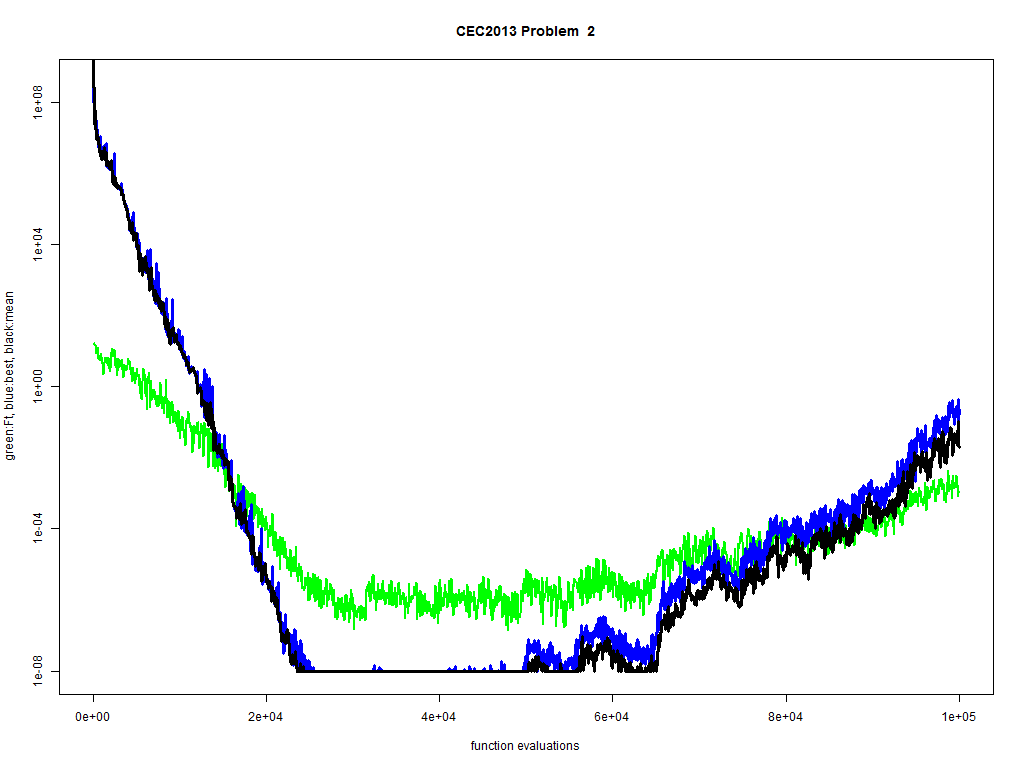 CEC2013 Problem  2
green:Ft, blue:best, black:mean
1e+08
1e+04
1e+00
1e-04
1e-08
0e+00
2e+04
4e+04
6e+04
8e+04
1e+05
function evaluations